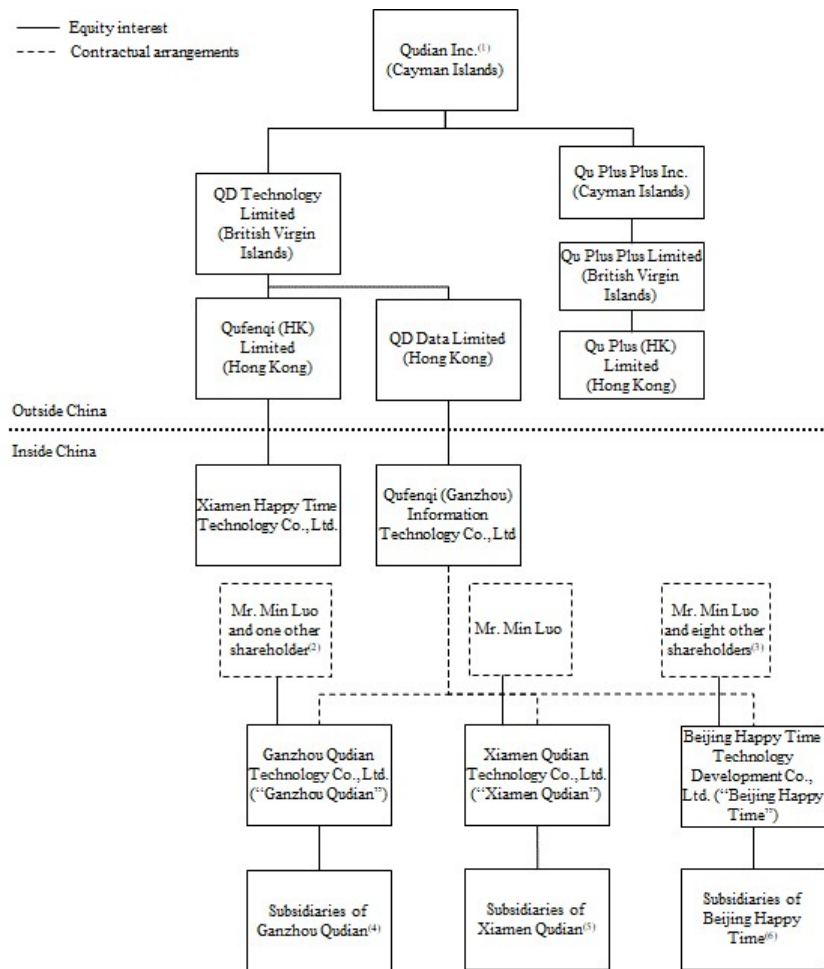 Equity interest
Contractual arrangements
Qudian Inc.(1)
(Cayman Islands)
QD Technology
Limited
(British Virgin
Islands)
Qu Plus Plus Inc.
(Cayman Islands)
Qu Plus Plus Limited
(British Virgin
Islands)
Qufenqi (HK)
Limited
(Hong Kong)
QD Data Limited
(Hong Kong)
Qu Plus (HK)
Limited
(Hong Kong)
Outside China
Inside China
Xiamen Happy Time
Technology Co., Ltd.
Qufenqi (Ganzhou)
Information
Technology Co., Ltd
Mr. Min Luo
and one other
shareholder(2)
Mr. Min Luo
Mr. Min Luo
and eight other
shareholders(3)
Ganzhou Qudian
Technology Co., Ltd.
(“Ganzhou Qudian”)
Xiamen Qudian
Technology Co., Ltd.
(“Xiamen Qudian”)
Beijing Happy Time
Technology
Development Co.,
Ltd. (“Beijing Happy
Time”)
Subsidiaries of
Ganzhou Qudian(4)
Subsidiaries of
Xiamen Qudian(5)
Subsidiaries of
Beijing Happy
Time(6)